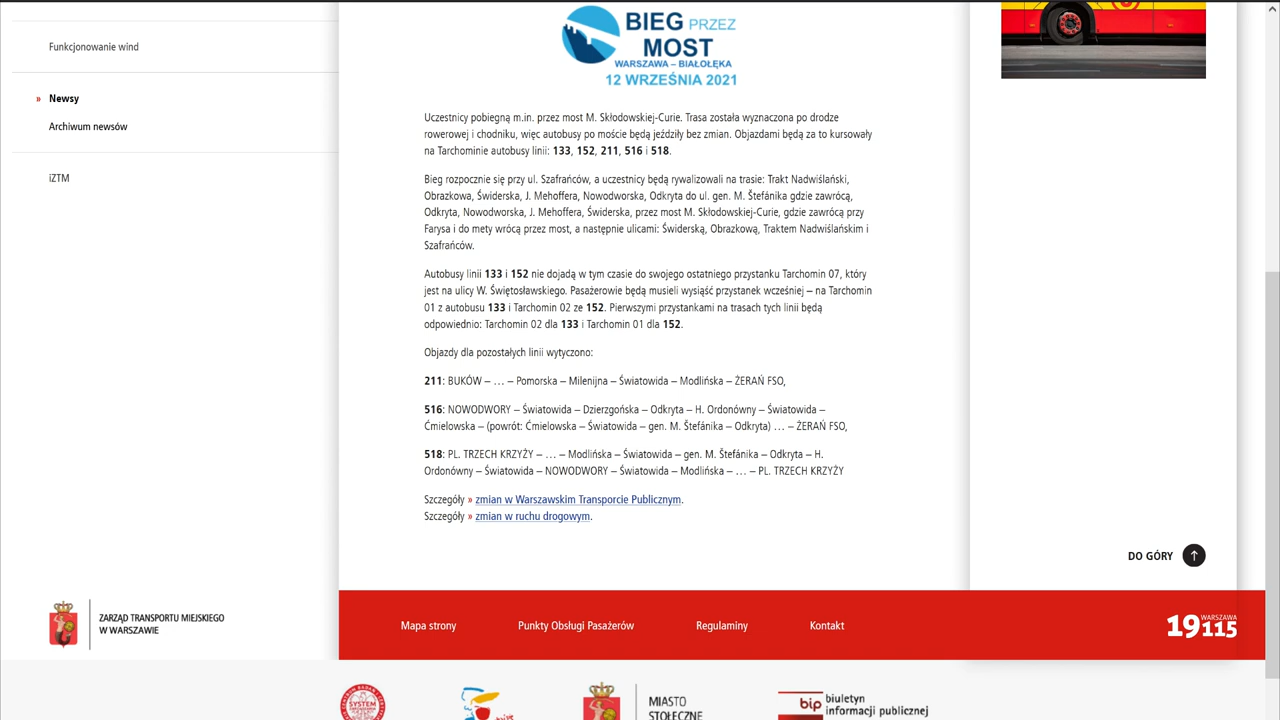 Funkcjonowanie wind
» Newsy
Archiwum newsów
iZTM
BIEG PRZEZ
MOST
WARSZAWA – BIAŁOŁĘKA
12 WRZEŚNIA 2021
Uczestnicy pobiegną m.in. przez most M. Skłodowskiej-Curie. Trasa została wyznaczona po drodze
rowerowej i chodniku, więc autobusy po moście będą jeździły bez zmian. Objazdami będą za to kursowały
na Tarchominie autobusy linii: 133, 152, 211, 516 i 518.
Bieg rozpocznie się przy ul. Szafrańców, a uczestnicy będą rywalizowali na trasie: Trakt Nadwiślański,
Obrazkowa, Świderska, J. Mehoffera, Nowodworska, Odkryta do ul. gen. M. Štefánika gdzie zawrócą,
Odkryta, Nowodworska, J. Mehoffera, Świderska, przez most M. Skłodowskiej-Curie, gdzie zawrócą przy
Farysa i do mety wrócą przez most, a następnie ulicami: Świderską, Obrazkową, Traktem Nadwiślańskim i
Szafrańców.
Autobusy linii 133 i 152 nie dojadą w tym czasie do swojego ostatniego przystanku Tarchomin 07, który
jest na ulicy W. Świętosławskiego. Pasażerowie będą musieli wysiąść przystanek wcześniej – na Tarchomin
01 z autobusu 133 i Tarchomin 02 ze 152. Pierwszymi przystankami na trasach tych linii będą
odpowiednio: Tarchomin 02 dla 133 i Tarchomin 01 dla 152.
Objazdy dla pozostałych linii wytyczono:
211: BUKÓW – … – Pomorska – Milenijna – Światowida – Modlińska – ŻERAŃ FSO,
516: NOWODWORY – Światowida – Dzierzgońska – Odkryta – H. Ordonówny – Światowida –
Ćmielowska – (powrót: Ćmielowska – Światowida – gen. M. Štefánika – Odkryta) … – ŻERAŃ FSO,
518: PL. TRZECH KRZYŻY – … – Modlińska – Światowida – gen. M. Štefánika – Odkryta – H.
Ordonówny – Światowida – NOWODWORY – Światowida – Modlińska – … – PL. TRZECH KRZYŻY
Szczegóły » zmian w Warszawskim Transporcie Publicznym.
Szczegóły » zmian w ruchu drogowym.
DO GÓRY
ZARZĄD TRANSPORTU MIEJSKIEGO
W WARSZAWIE
Mapa strony
Punkty Obsługi Pasażerów
Regulaminy
Kontakt
WARSZAWA
19115
SYSTEM
MIASTO
STOŁECZNE
bip
biuletyn
informacji publicznej